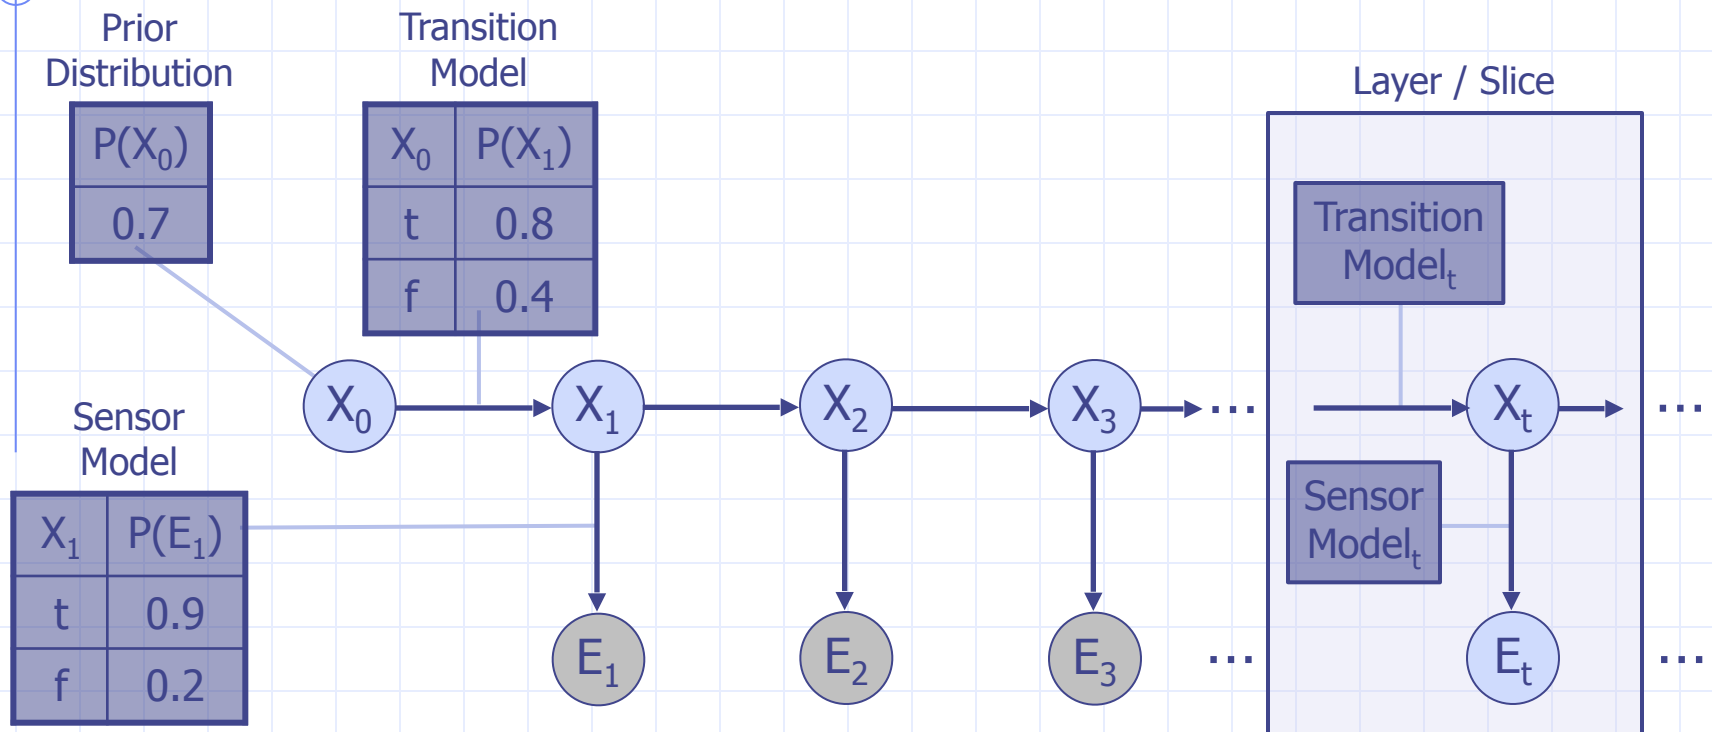 Prior
Distribution
P(X₀)
0.7
Transition
Model
X₀ P(X₁)
t 0.8
f 0.4
Layer / Slice
Transition
Modelₜ
X₀
X₁
X₂
X₃
...
Xₜ
...
Sensor
Model
X₁ P(E₁)
t 0.9
f 0.2
Sensor
Modelₜ
E₁
E₂
E₃
...
Eₜ
...